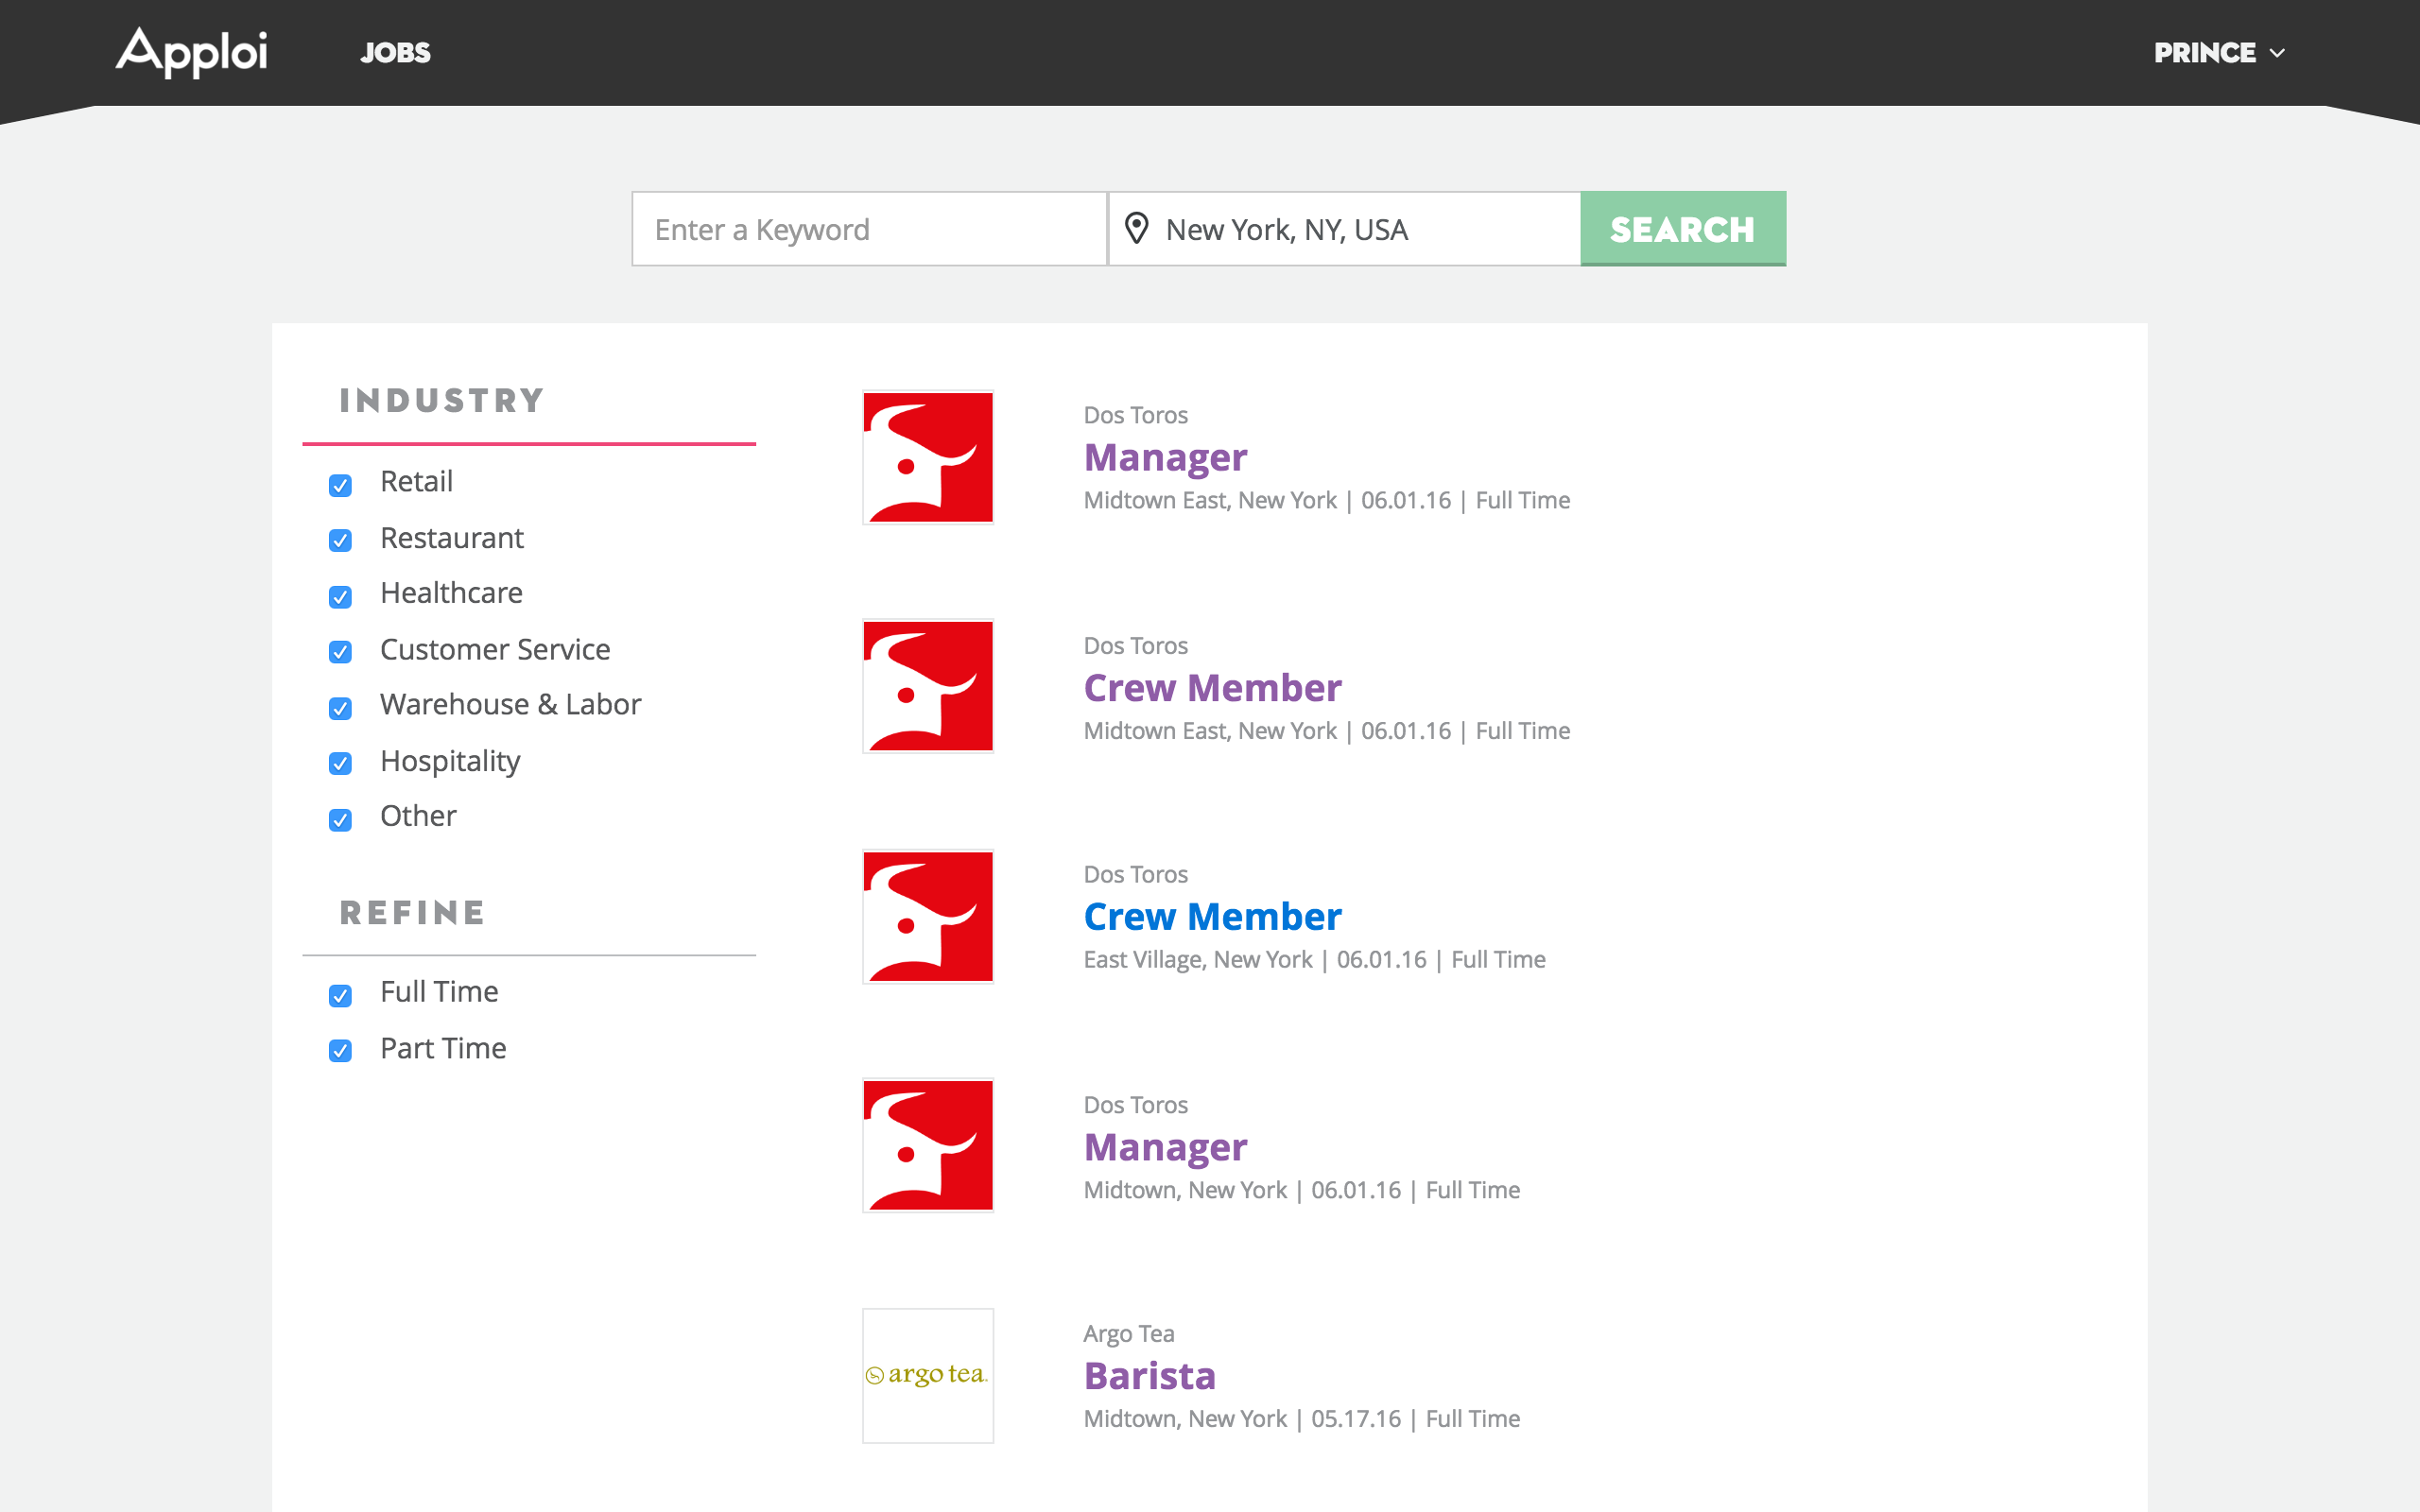 Apploi JOBS PRINCE
Enter a Keyword New York, NY, USA SEARCH
INDUSTRY
Retail
Restaurant
Healthcare
Customer Service
Warehouse & Labor
Hospitality
Other
REFINE
Full Time
Part Time
Dos Toros
Manager
Midtown East, New York | 06.01.16 | Full Time
Dos Toros
Crew Member
Midtown East, New York | 06.01.16 | Full Time
Dos Toros
Crew Member
East Village, New York | 06.01.16 | Full Time
Dos Toros
Manager
Midtown, New York | 06.01.16 | Full Time
argo tea
Argo Tea
Barista
Midtown, New York | 05.17.16 | Full Time